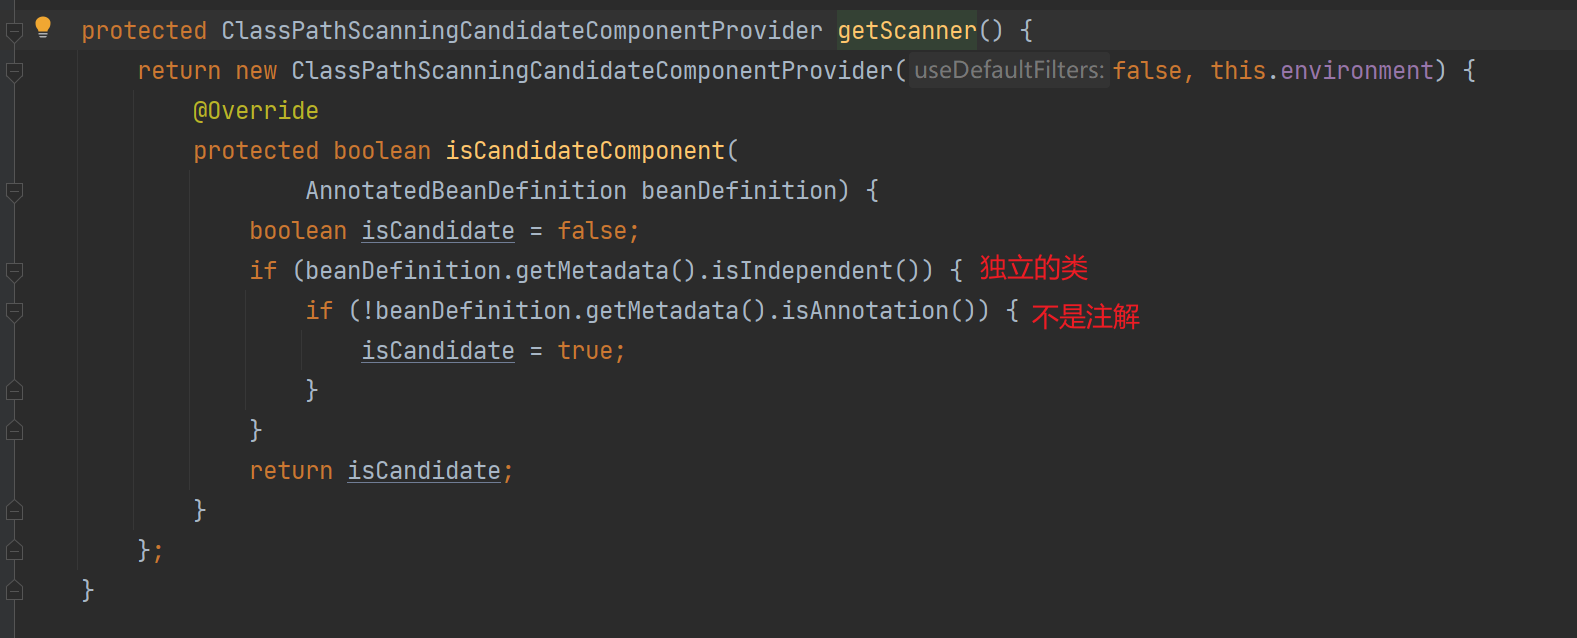 protected ClassPathScanningCandidateComponentProvider getScanner() {
return new ClassPathScanningCandidateComponentProvider( useDefaultFilters: false, this.environment) {
@Override
protected boolean isCandidateComponent(
AnnotatedBeanDefinition beanDefinition) {
boolean isCandidate = false;
if (beanDefinition.getMetadata().isIndependent()) { 独立的类
if (!beanDefinition.getMetadata().isAnnotation()) { 不是注解
isCandidate = true;
}
}
return isCandidate;
}
};
}